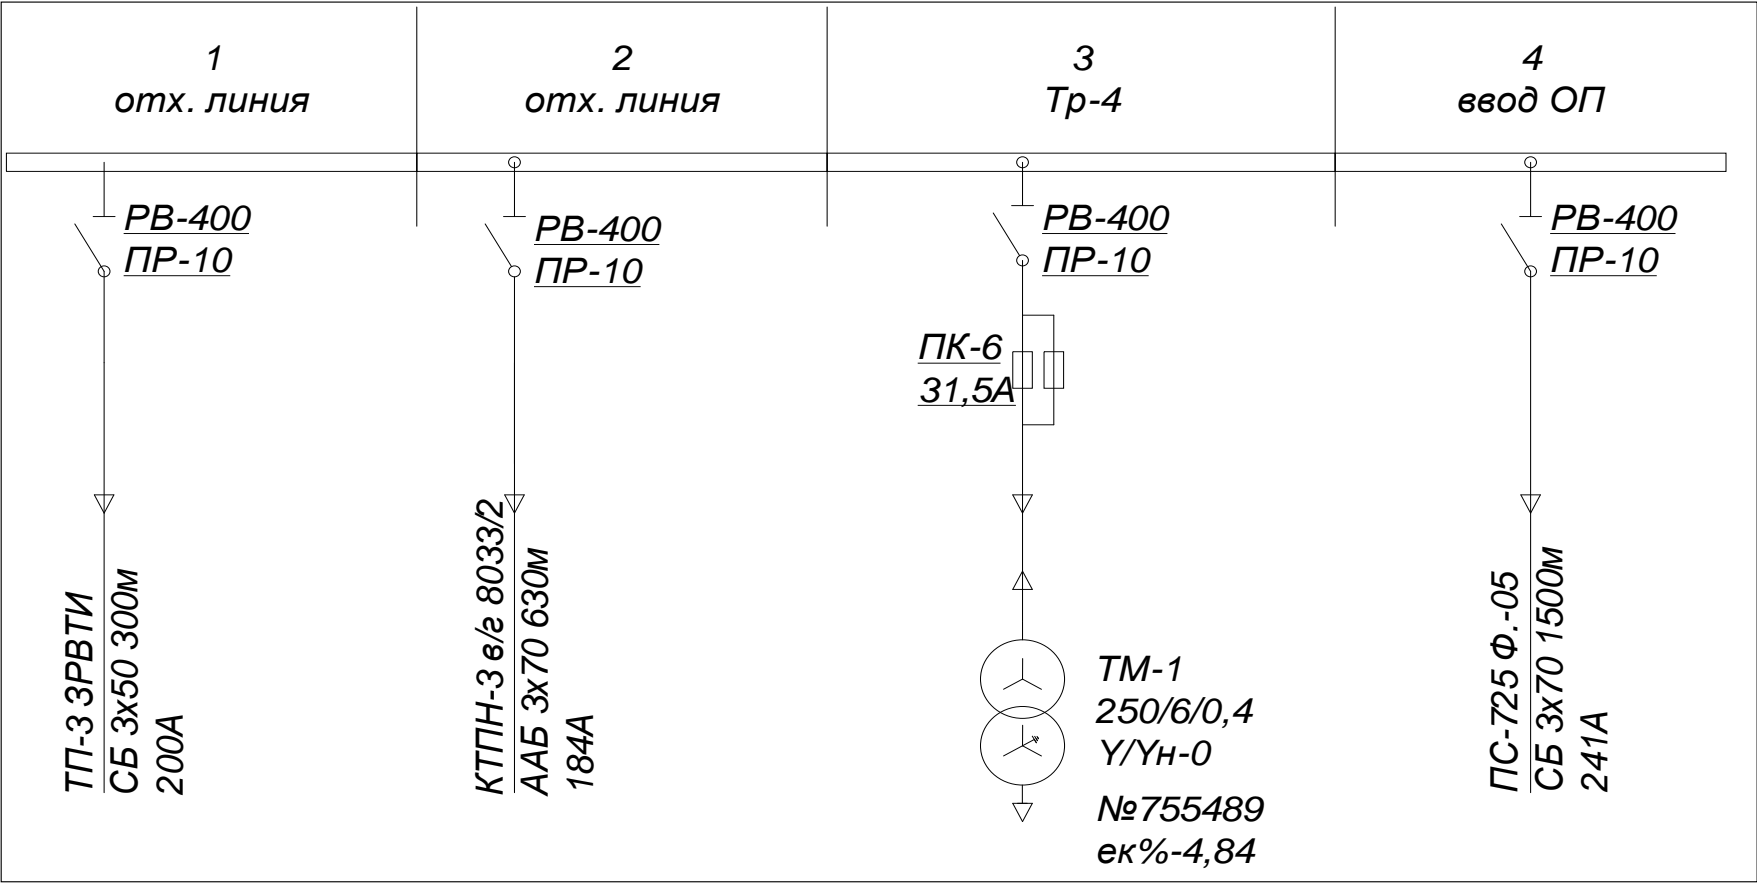 1
отх. линия
2
отх. линия
3
Тр-4
4
ввод ОП
РВ-400
ПР-10
РВ-400
ПР-10
РВ-400
ПР-10
РВ-400
ПР-10
ПК-6
31,5А
ТП-3 ЗРВТИ
СБ 3х50 300м
200А
КТПН-3 в/г 8033/2
ААБ 3х70 630м
184А
ТМ-1
250/6/0,4
Y/Yн-0
№755489
ек%-4,84
ПС-725 Ф.-05
СБ 3х70 1500м
241А